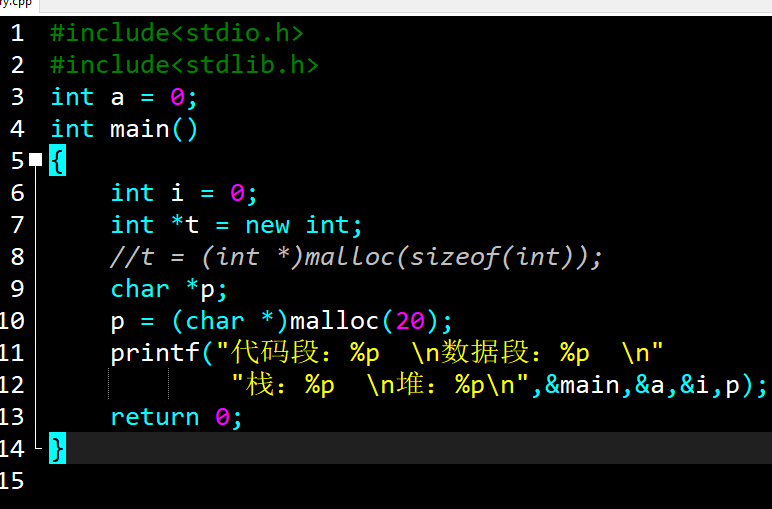 ry.cpp
1 #include<stdio.h>
2 #include<stdlib.h>
3 int a = 0;
4 int main()
5 {
6 int i = 0;
7 int *t = new int;
8 //t = (int *)malloc(sizeof(int));
9 char *p;
10 p = (char *)malloc(20);
11 printf("代码段：%p  \n数据段：%p  \n"
12 "栈：%p  \n堆：%p\n",&main,&a,&i,p);
13 return 0;
14 }
15